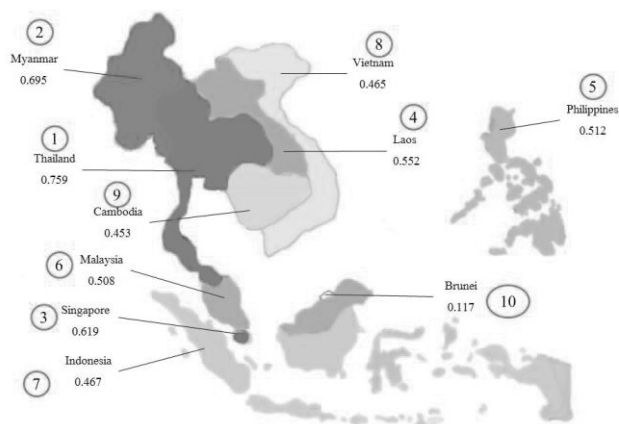 2
Myanmar
0.695
8
Vietnam
0.465
5
Philippines
0.512
1
Thailand
0.759
4
Laos
0.552
9
Cambodia
0.453
6
Malaysia
0.508
Brunei
0.117
10
3
Singapore
0.619
Indonesia
0.467
7